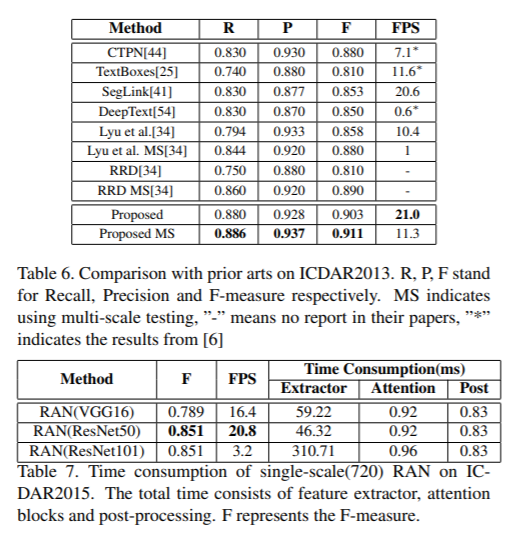 Method R P F FPS
CTPN[44] 0.830 0.930 0.880 7.1*
TextBoxes[25] 0.740 0.880 0.810 11.6*
SegLink[41] 0.830 0.877 0.853 20.6
DeepText[54] 0.830 0.870 0.850 0.6*
Lyu et al.[34] 0.794 0.933 0.858 10.4
Lyu et al. MS[34] 0.844 0.920 0.880 1
RRD[34] 0.750 0.880 0.810 -
RRD MS[34] 0.860 0.920 0.890 -
Proposed 0.880 0.928 0.903 21.0
Proposed MS 0.886 0.937 0.911 11.3
Table 6. Comparison with prior arts on ICDAR2013. R, P, F stand
for Recall, Precision and F-measure respectively. MS indicates
using multi-scale testing, ”-” means no report in their papers, ”*”
indicates the results from [6]
Method F FPS Time Consumption(ms)
Extractor Attention Post
RAN(VGG16) 0.789 16.4 59.22 0.92 0.83
RAN(ResNet50) 0.851 20.8 46.32 0.92 0.83
RAN(ResNet101) 0.851 3.2 310.71 0.96 0.83
Table 7. Time consumption of single-scale(720) RAN on IC-
DAR2015. The total time consists of feature extractor, attention
blocks and post-processing. F represents the F-measure.